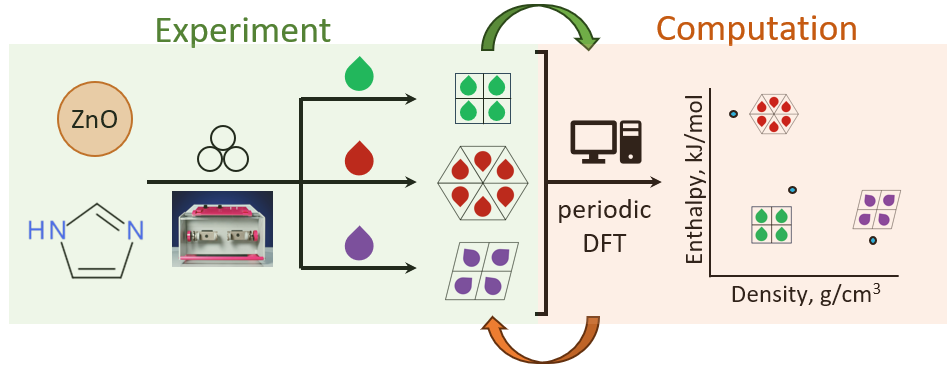 Experiment
Computation
ZnO
HN
N
periodic
DFT
Enthalpy, kJ/mol
Density, g/cm³